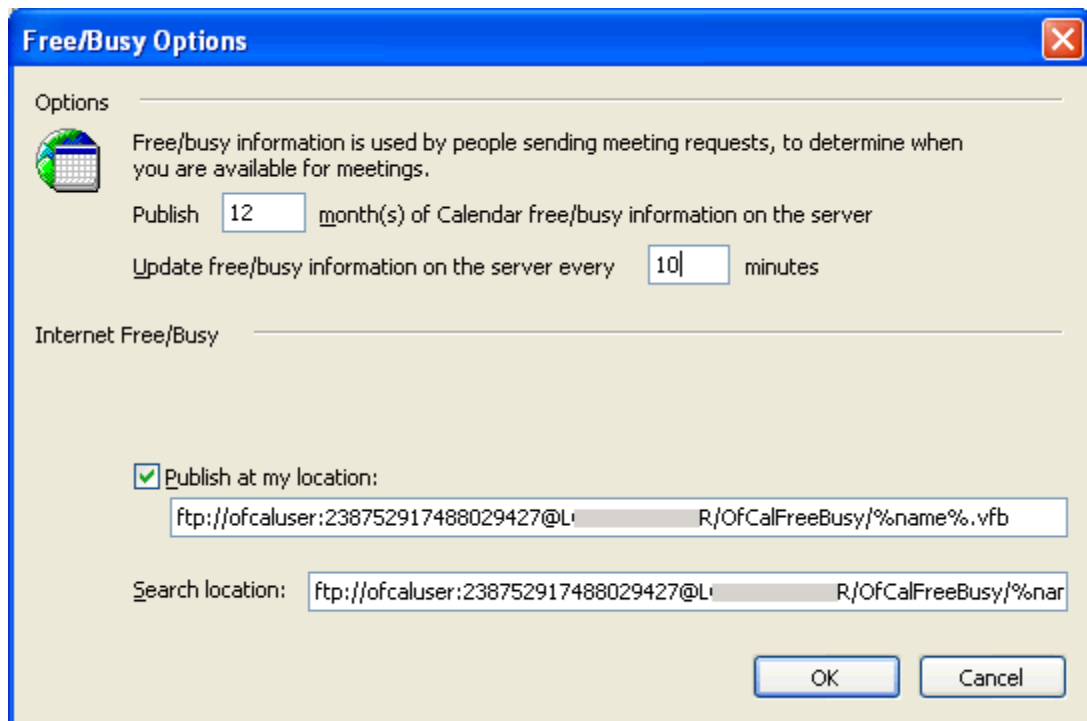 Free/Busy Options
Options
Free/busy information is used by people sending meeting requests, to determine when
you are available for meetings.
Publish 12 month(s) of Calendar free/busy information on the server
Update free/busy information on the server every 10 minutes
Internet Free/Busy
Publish at my location:
ftp://ofcaluser:238752917488029427@L R/OfCalFreeBusy/%name%.vfb
Search location: ftp://ofcaluser:238752917488029427@L R/OfCalFreeBusy/%nar
OK Cancel